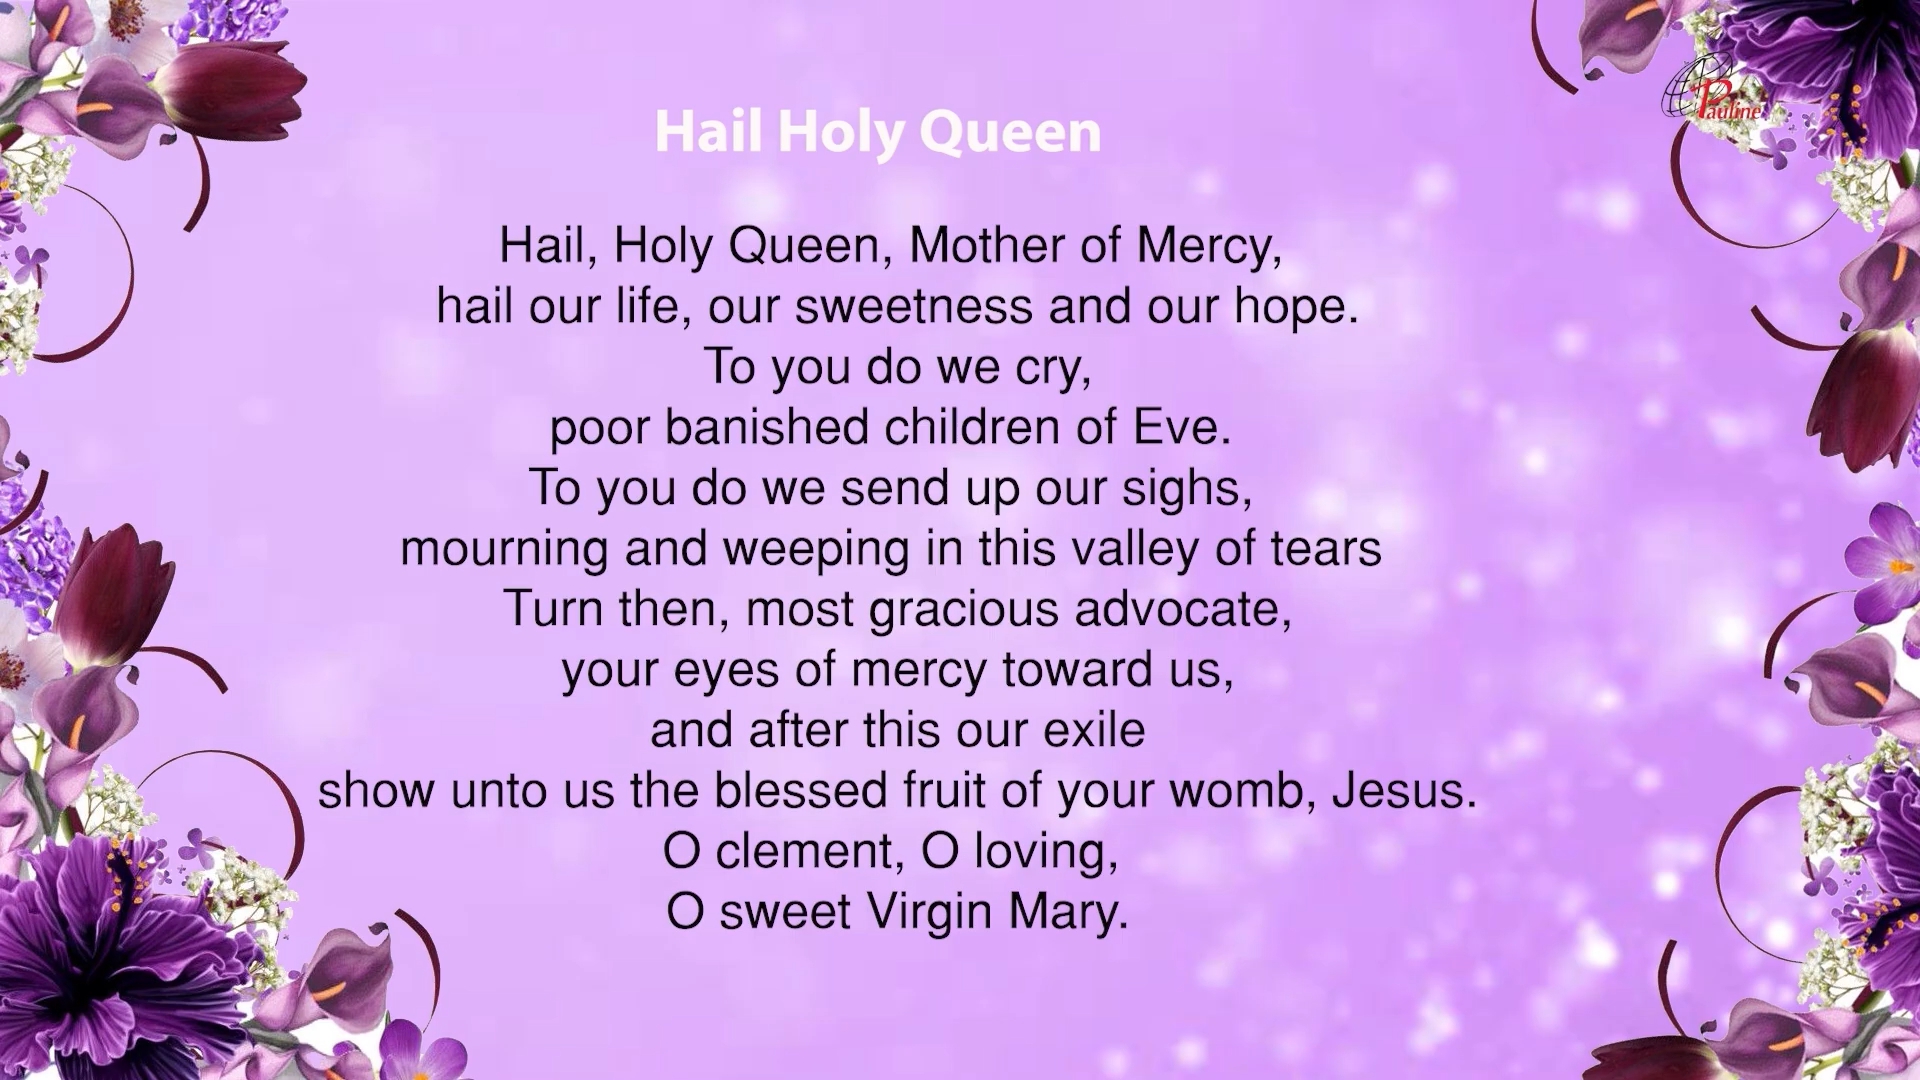 Pauline
Hail Holy Queen
Hail, Holy Queen, Mother of Mercy,
hail our life, our sweetness and our hope.
To you do we cry,
poor banished children of Eve.
To you do we send up our sighs,
mourning and weeping in this valley of tears
Turn then, most gracious advocate,
your eyes of mercy toward us,
and after this our exile
show unto us the blessed fruit of your womb, Jesus.
O clement, O loving,
O sweet Virgin Mary.